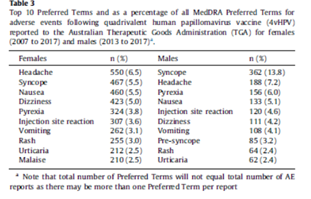 Table 3
Top 10 Preferred Terms and as a percentage of all MedDRA Preferred Terms for
adverse events following quadrivalent human papillomavirus vaccine (4vHPV)
reported to the Australian Therapeutic Goods Administration (TGA) for females
(2007 to 2017) and males (2013 to 2017)ᵃ.
Females n (%) Males n (%)
Headache 550 (6.5) Syncope 362 (13.8)
Syncope 467 (5.5) Headache 188 (7.2)
Nausea 460 (5.5) Pyrexia 156 (6.0)
Dizziness 423 (5.0) Nausea 133 (5.1)
Pyrexia 324 (3.8) Injection site reaction 120 (4.6)
Injection site reaction 307 (3.6) Dizziness 111 (4.2)
Vomiting 262 (3.1) Vomiting 108 (4.1)
Rash 255 (3.0) Pre-syncope 85 (3.2)
Urticaria 212 (2.5) Rash 64 (2.4)
Malaise 210 (2.5) Urticaria 62 (2.4)
ᵃ Note that total number of Preferred Terms will not equal total number of AE
reports as there may be more than one Preferred Term per report